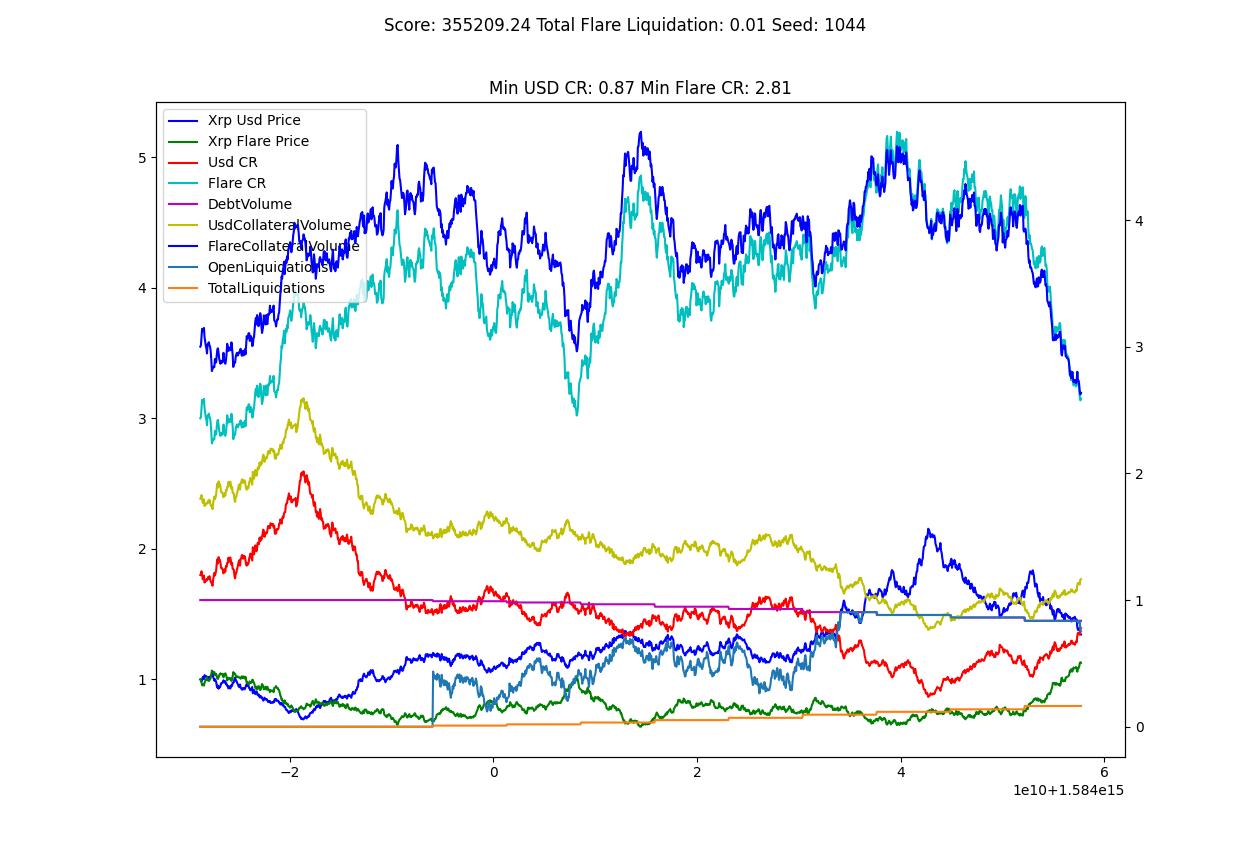 Score: 355209.24 Total Flare Liquidation: 0.01 Seed: 1044
Min USD CR: 0.87 Min Flare CR: 2.81
Xrp Usd Price
Xrp Flare Price
Usd CR
Flare CR
DebtVolume
UsdCollateralVolume
FlareCollateralVolume
OpenLiquidations
TotalLiquidations
5
4
3
2
1
4
3
2
1
0
−2
0
2
4
6
1e10+1.584e15